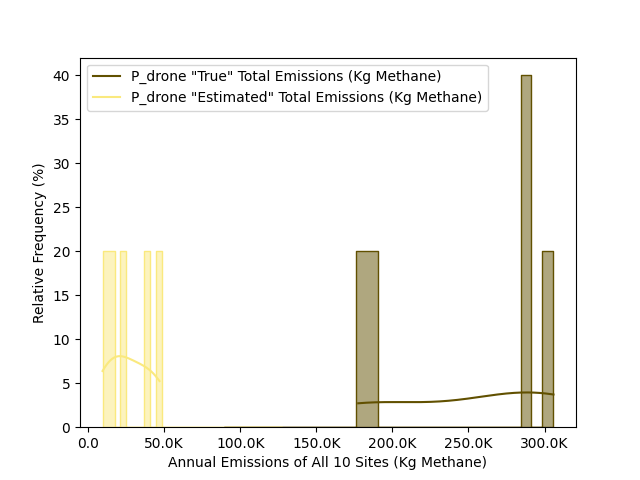 P_drone "True" Total Emissions (Kg Methane)
P_drone "Estimated" Total Emissions (Kg Methane)
40
35
30
25
20
15
10
5
0
Relative Frequency (%)
0.0 50.0K 100.0K 150.0K 200.0K 250.0K 300.0K
Annual Emissions of All 10 Sites (Kg Methane)